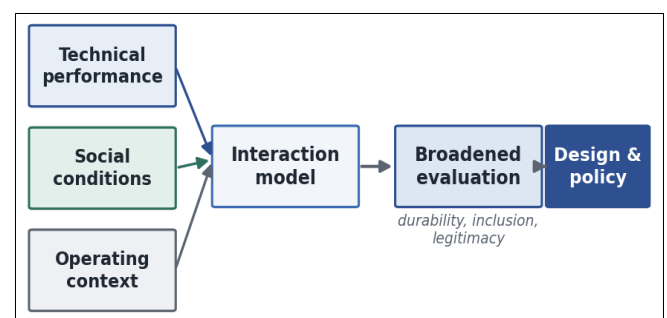 Technical
performance
Social
conditions
Operating
context
Interaction
model
Broadened
evaluation
durability, inclusion,
legitimacy
Design &
policy